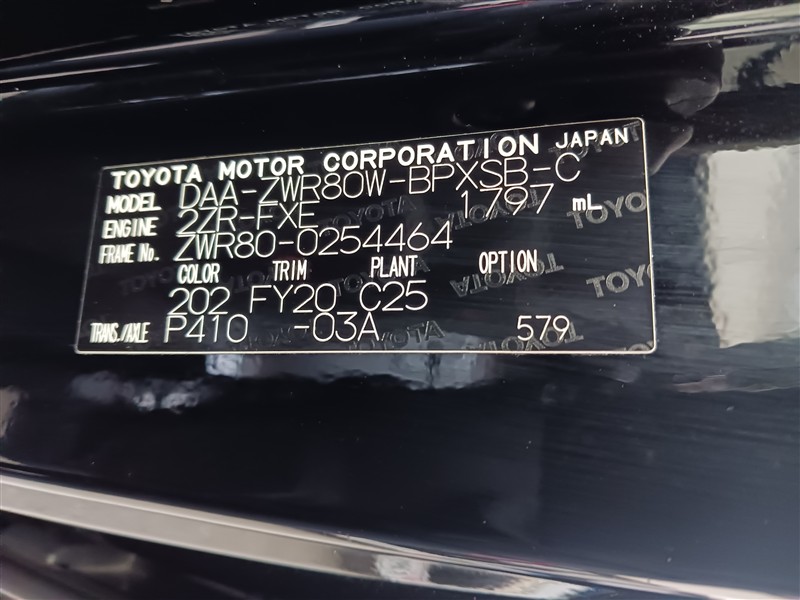 TOYOTA MOTOR CORPORATION JAPAN
MODEL DAA-ZWR80W-BPXSB-C
ENGINE 2ZR-FXE 1797 mL
FRAME No. ZWR80-0254464
COLOR TRIM PLANT OPTION
202 FY20 C25
TRANS./AXLE P410 -03A 579